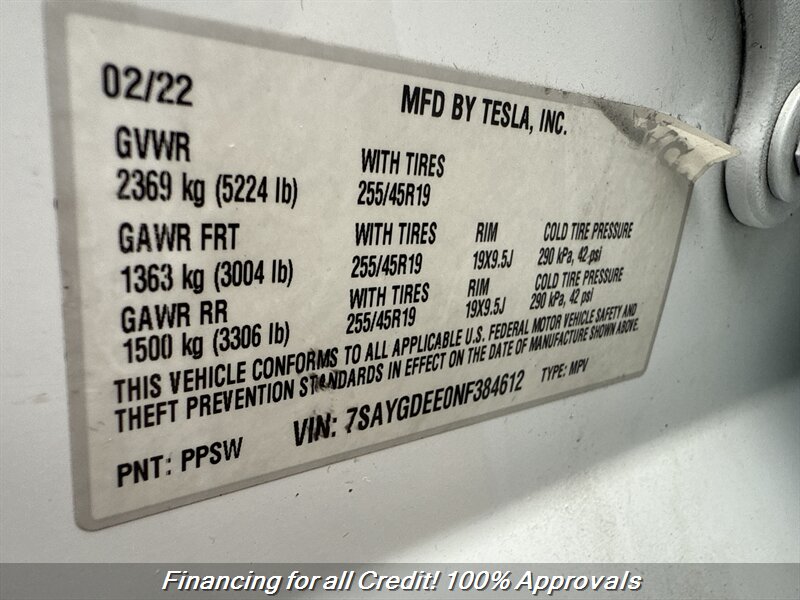 02/22 MFD BY TESLA, INC.
GVWR WITH TIRES
2369 kg (5224 lb) 255/45R19
GAWR FRT WITH TIRES RIM COLD TIRE PRESSURE
1363 kg (3004 lb) 255/45R19 19X9.5J 290 kPa, 42 psi
GAWR RR WITH TIRES RIM COLD TIRE PRESSURE
1500 kg (3306 lb) 255/45R19 19X9.5J 290 kPa, 42 psi
THIS VEHICLE CONFORMS TO ALL APPLICABLE U.S. FEDERAL MOTOR VEHICLE SAFETY AND
THEFT PREVENTION STANDARDS IN EFFECT ON THE DATE OF MANUFACTURE SHOWN ABOVE.
PNT: PPSW VIN: 7SAYGDEE0NF384612 TYPE: MPV
Financing for all Credit! 100% Approvals